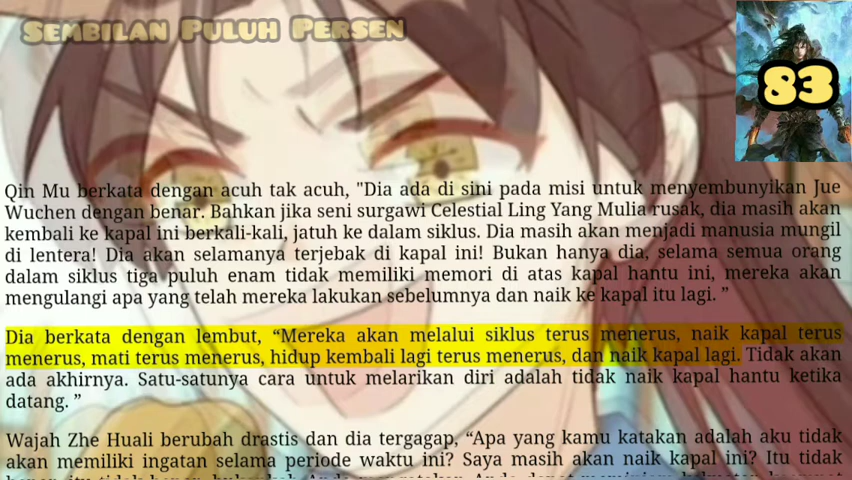 SEMBILAN PULUH PERSEN
83
Qin Mu berkata dengan acuh tak acuh, "Dia ada di sini pada misi untuk menyembunyikan Jue
Wuchen dengan benar. Bahkan jika seni surgawi Celestial Ling Yang Mulia rusak, dia masih akan
kembali ke kapal ini berkali-kali, jatuh ke dalam siklus. Dia masih akan menjadi manusia mungil
di lentera! Dia akan selamanya terjebak di kapal ini! Bukan hanya dia, selama semua orang
dalam siklus tiga puluh enam tidak memiliki memori di atas kapal hantu ini, mereka akan
mengulangi apa yang telah mereka lakukan sebelumnya dan naik ke kapal itu lagi. ”
Dia berkata dengan lembut, “Mereka akan melalui siklus terus menerus, naik kapal terus
menerus, mati terus menerus, hidup kembali lagi terus menerus, dan naik kapal lagi. Tidak akan
ada akhirnya. Satu-satunya cara untuk melarikan diri adalah tidak naik kapal hantu ketika
datang. ”
Wajah Zhe Huali berubah drastis dan dia tergagap, “Apa yang kamu katakan adalah aku tidak
akan memiliki ingatan selama periode waktu ini? Saya masih akan naik kapal ini? Itu tidak